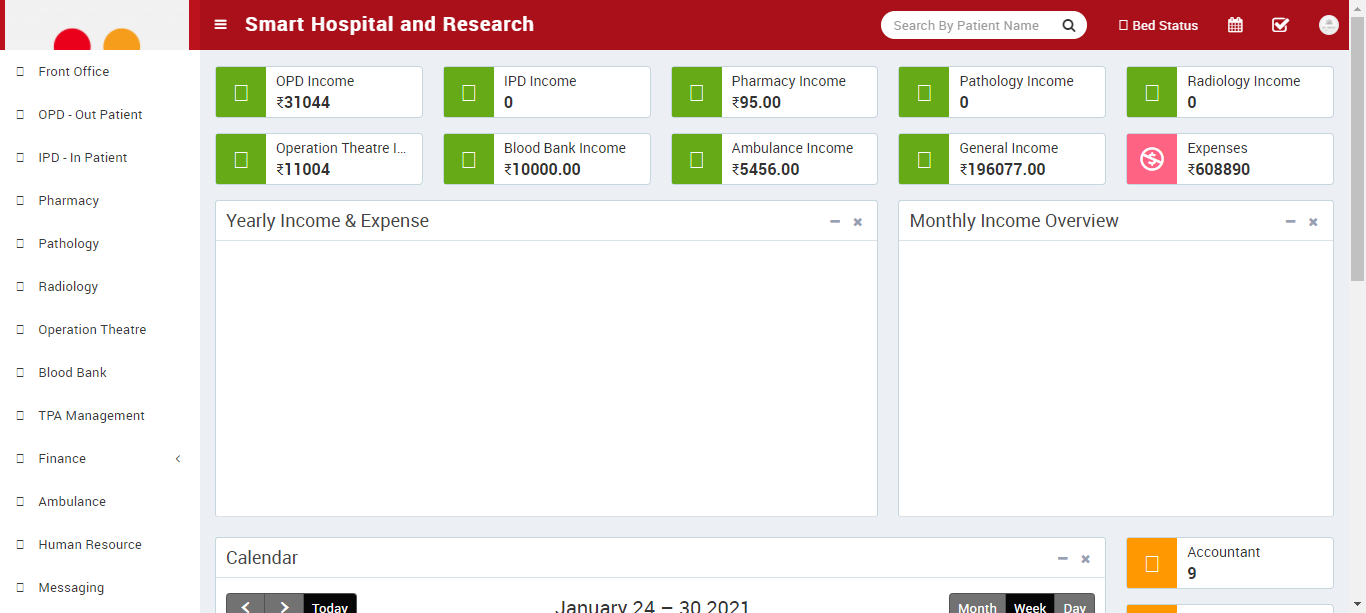 Smart Hospital and Research
Search By Patient Name
Bed Status
Front Office
OPD - Out Patient
IPD - In Patient
Pharmacy
Pathology
Radiology
Operation Theatre
Blood Bank
TPA Management
Finance
Ambulance
Human Resource
Messaging
OPD Income
₹31044
IPD Income
0
Pharmacy Income
₹95.00
Pathology Income
0
Radiology Income
0
Operation Theatre I...
₹11004
Blood Bank Income
₹10000.00
Ambulance Income
₹5456.00
General Income
₹196077.00
Expenses
₹608890
Yearly Income & Expense
Monthly Income Overview
Calendar
Today
January 24 – 30 2021
Month Week Day
Accountant
9